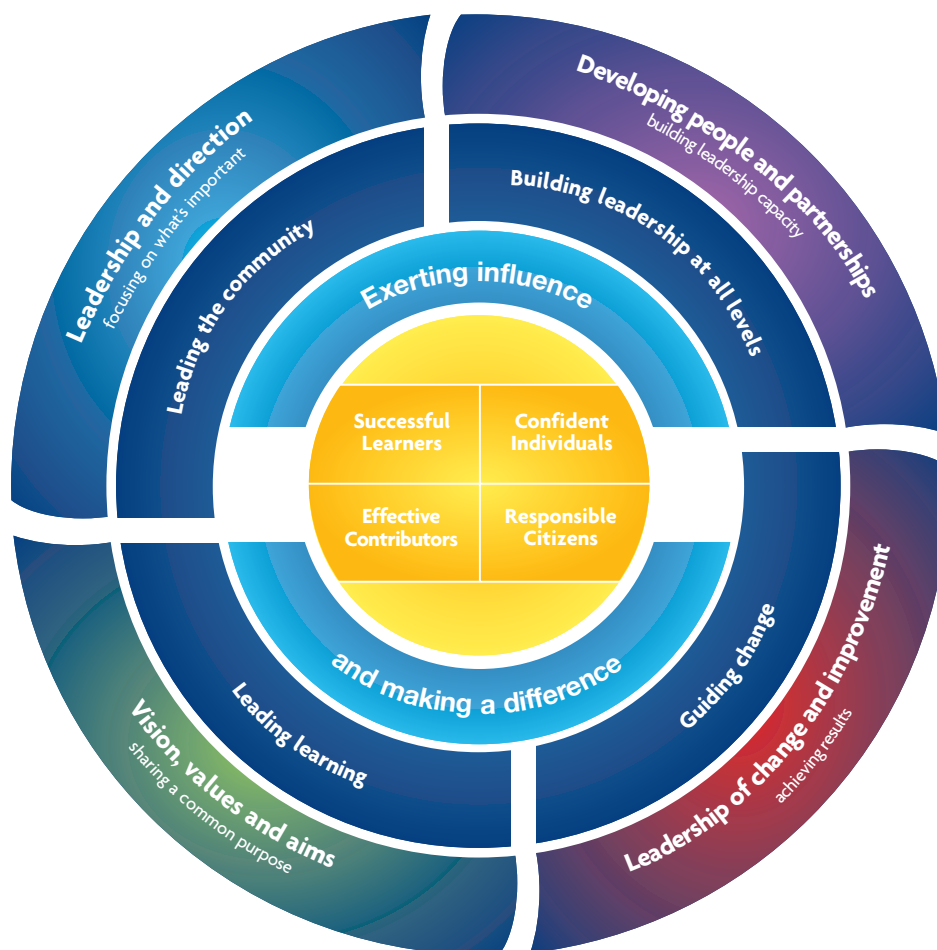 Leadership and direction
focusing on what's important
Developing people and partnerships
building leadership capacity
Leading the community
Building leadership at all levels
Exerting influence
Successful
Learners
Confident
Individuals
Effective
Contributors
Responsible
Citizens
and making a difference
Leading learning
Guiding change
Vision, values and aims
sharing a common purpose
Leadership of change and improvement
achieving results